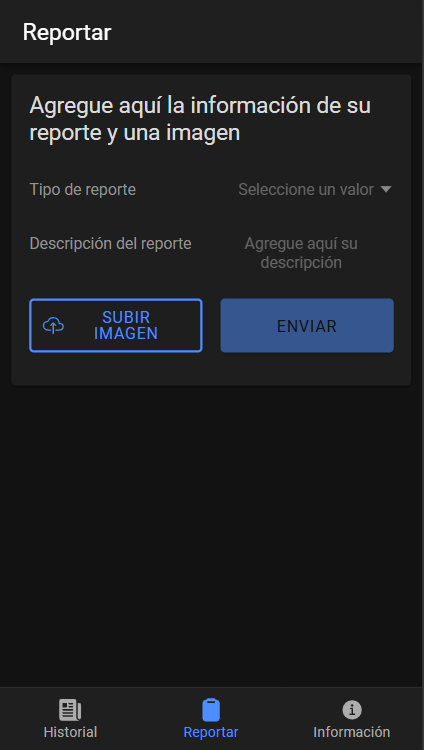 Reportar
Agregue aquí la información de su
reporte y una imagen
Tipo de reporte
Seleccione un valor
Descripción del reporte
Agregue aquí su
descripción
SUBIR
IMAGEN
ENVIAR
Historial
Reportar
Información